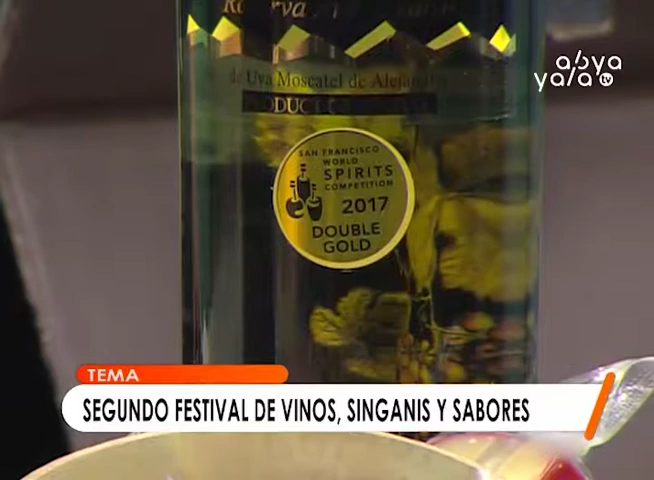 abya
yala tv
Reserva
de Uva Moscatel de
SAN FRANCISCO
WORLD
SPIRITS
COMPETITION
2017
DOUBLE
GOLD
TEMA
SEGUNDO FESTIVAL DE VINOS, SINGANIS Y SABORES